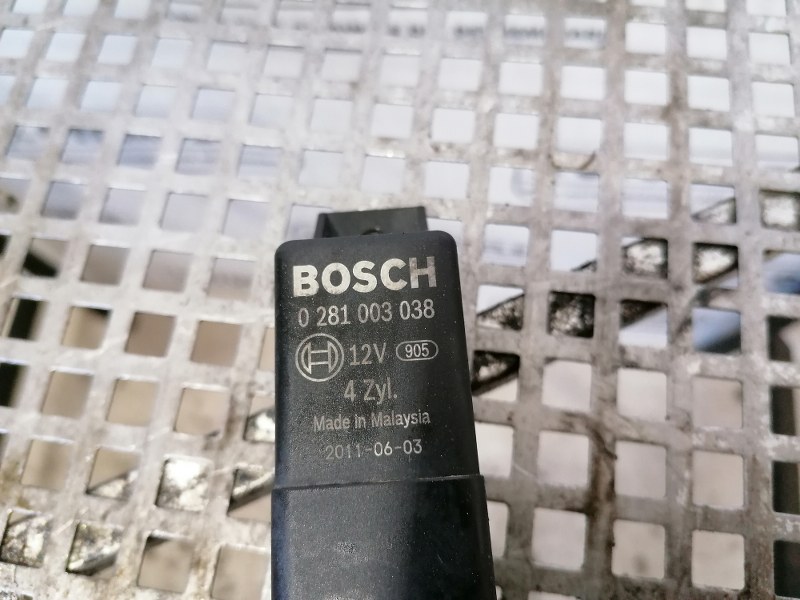 BOSCH
0 281 003 038
12V 905
4 Zyl.
Made in Malaysia
2011-06-03